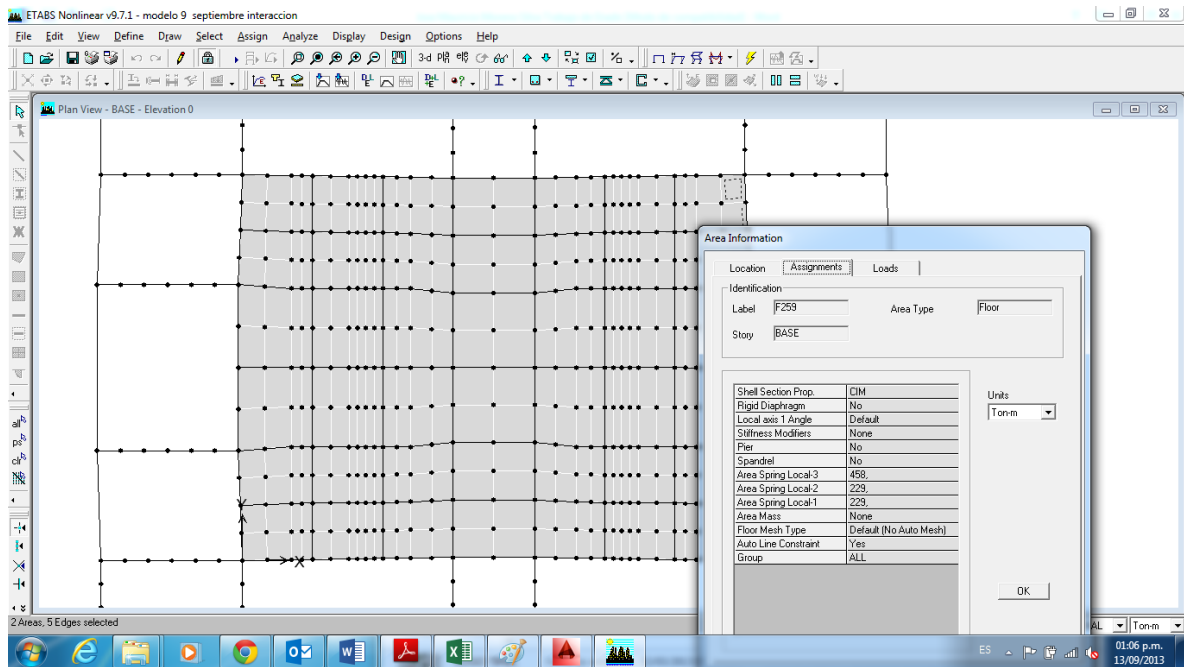 ETABS Nonlinear v9.7.1 - modelo 9 septiembre interaccion
File Edit View Define Draw Select Assign Analyze Display Design Options Help
3-d
Plan View - BASE - Elevation 0
Area Information
Location Assignments Loads
Identification
Label F259 Area Type Floor
Story BASE
Shell Section Prop. CIM
Rigid Diaphragm No
Local axis 1 Angle Default
Stiffness Modifiers None
Pier No
Spandrel No
Area Spring Local-3 458,
Area Spring Local-2 229,
Area Spring Local-1 229,
Area Mass None
Floor Mesh Type Default (No Auto Mesh)
Auto Line Constraint Yes
Group ALL
Units
Ton-m
OK
all
ps
clr
Y
X
2 Areas, 5 Edges selected
AL Ton-m
ES 01:06 p.m.
13/09/2013